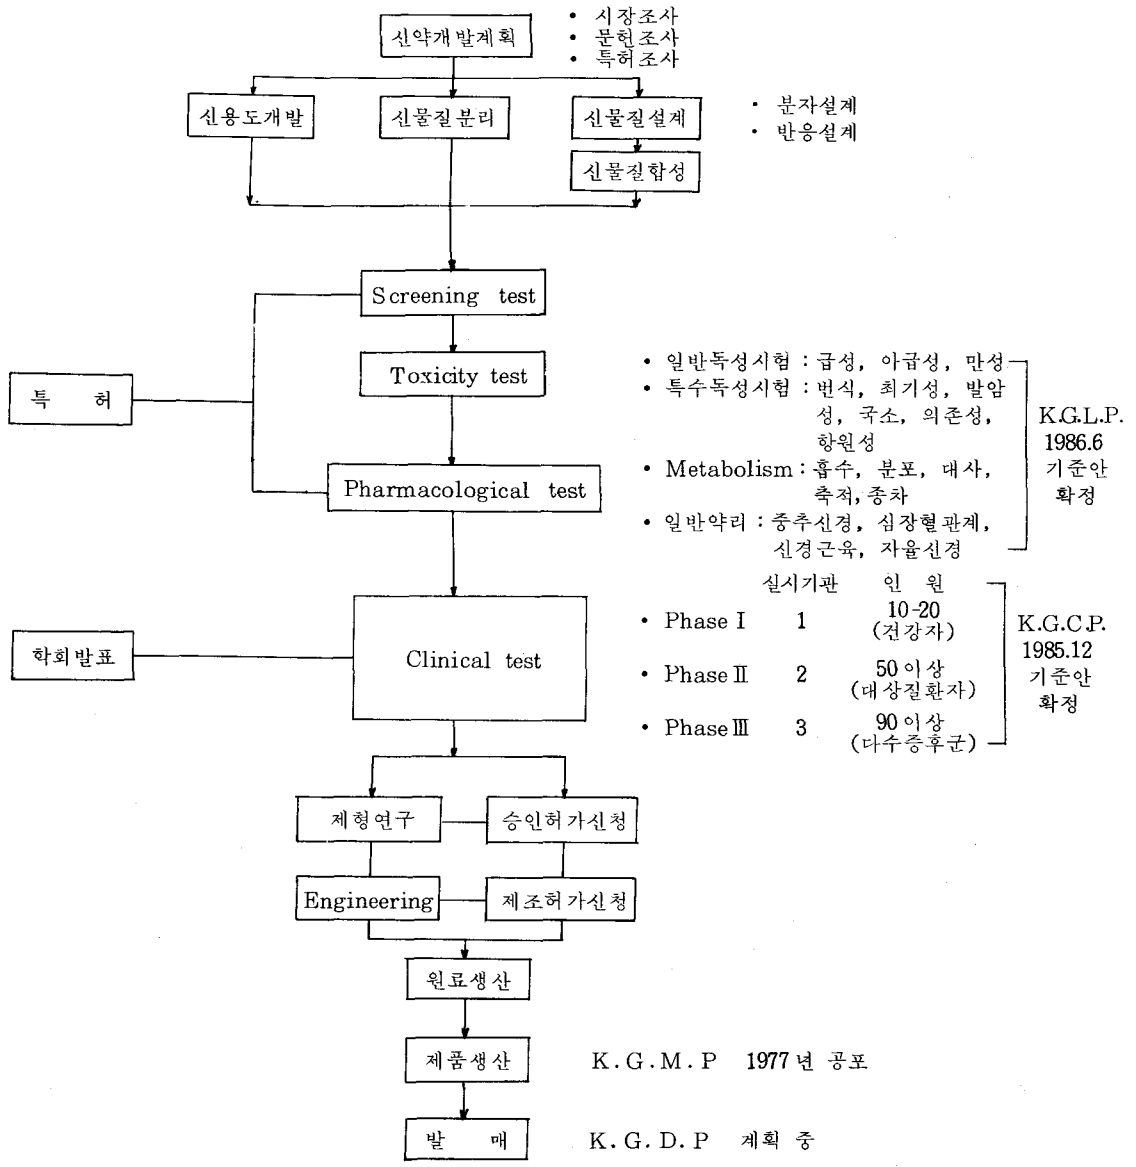 신약개발계획
• 시장조사
• 문헌조사
• 특허조사
신용도개발
신물질분리
신물질설계
• 분자설계
• 반응설계
신물질합성
Screening test
Toxicity test
특 허
Pharmacological test
• 일반독성시험 : 급성, 아급성, 만성
• 특수독성시험 : 번식, 최기성, 발암
성, 국소, 의존성,
항원성
• Metabolism : 흡수, 분포, 대사,
축적, 종차
• 일반약리 : 중추신경, 심장혈관계,
신경근육, 자율신경
K.G.L.P.
1986.6
기준안
확정
실시기관 인 원
• Phase Ⅰ 1 10-20
(건강자)
• Phase Ⅱ 2 50이상
(대상질환자)
• Phase Ⅲ 3 90이상
(다수증후군)
K.G.C.P.
1985.12
기준안
확정
학회발표
Clinical test
제형연구
승인허가신청
Engineering
제조허가신청
원료생산
제품생산
K.G.M.P 1977년 공포
발 매
K.G.D.P 계획 중